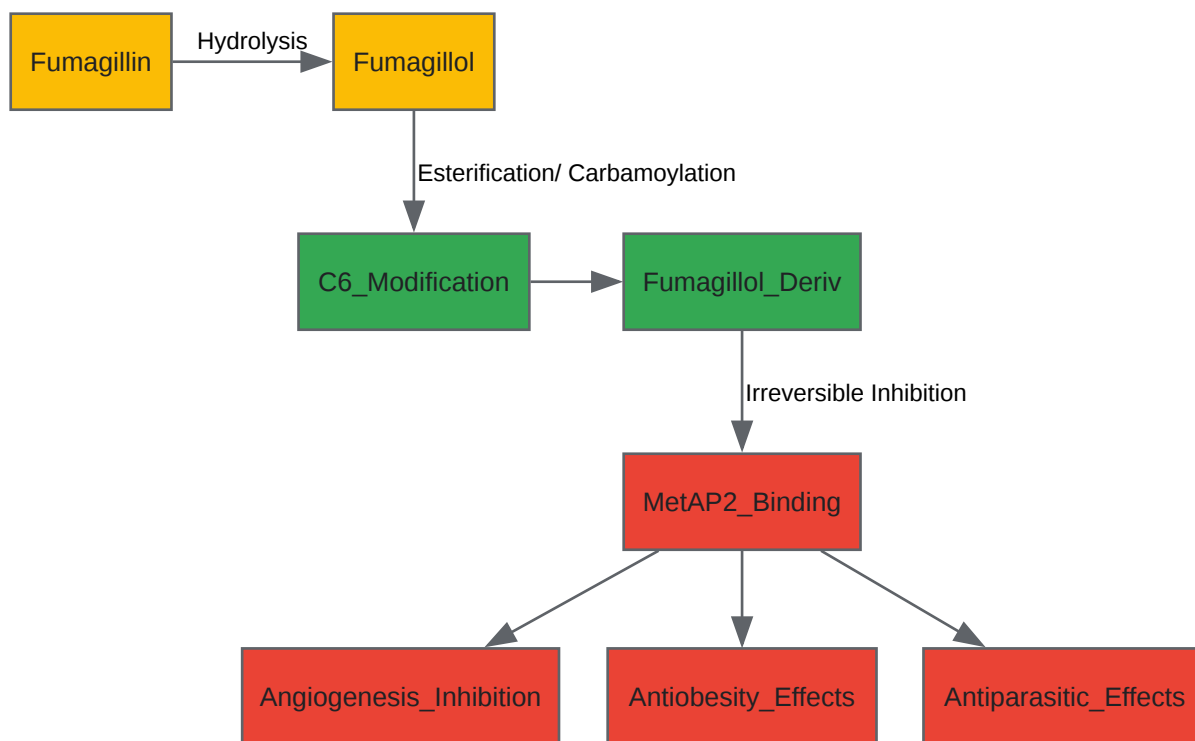 Fumagillin
Hydrolysis
Fumagillol
Esterification/ Carbamoylation
C6_Modification
Fumagillol_Deriv
Irreversible Inhibition
MetAP2_Binding
Angiogenesis_Inhibition
Antiobesity_Effects
Antiparasitic_Effects